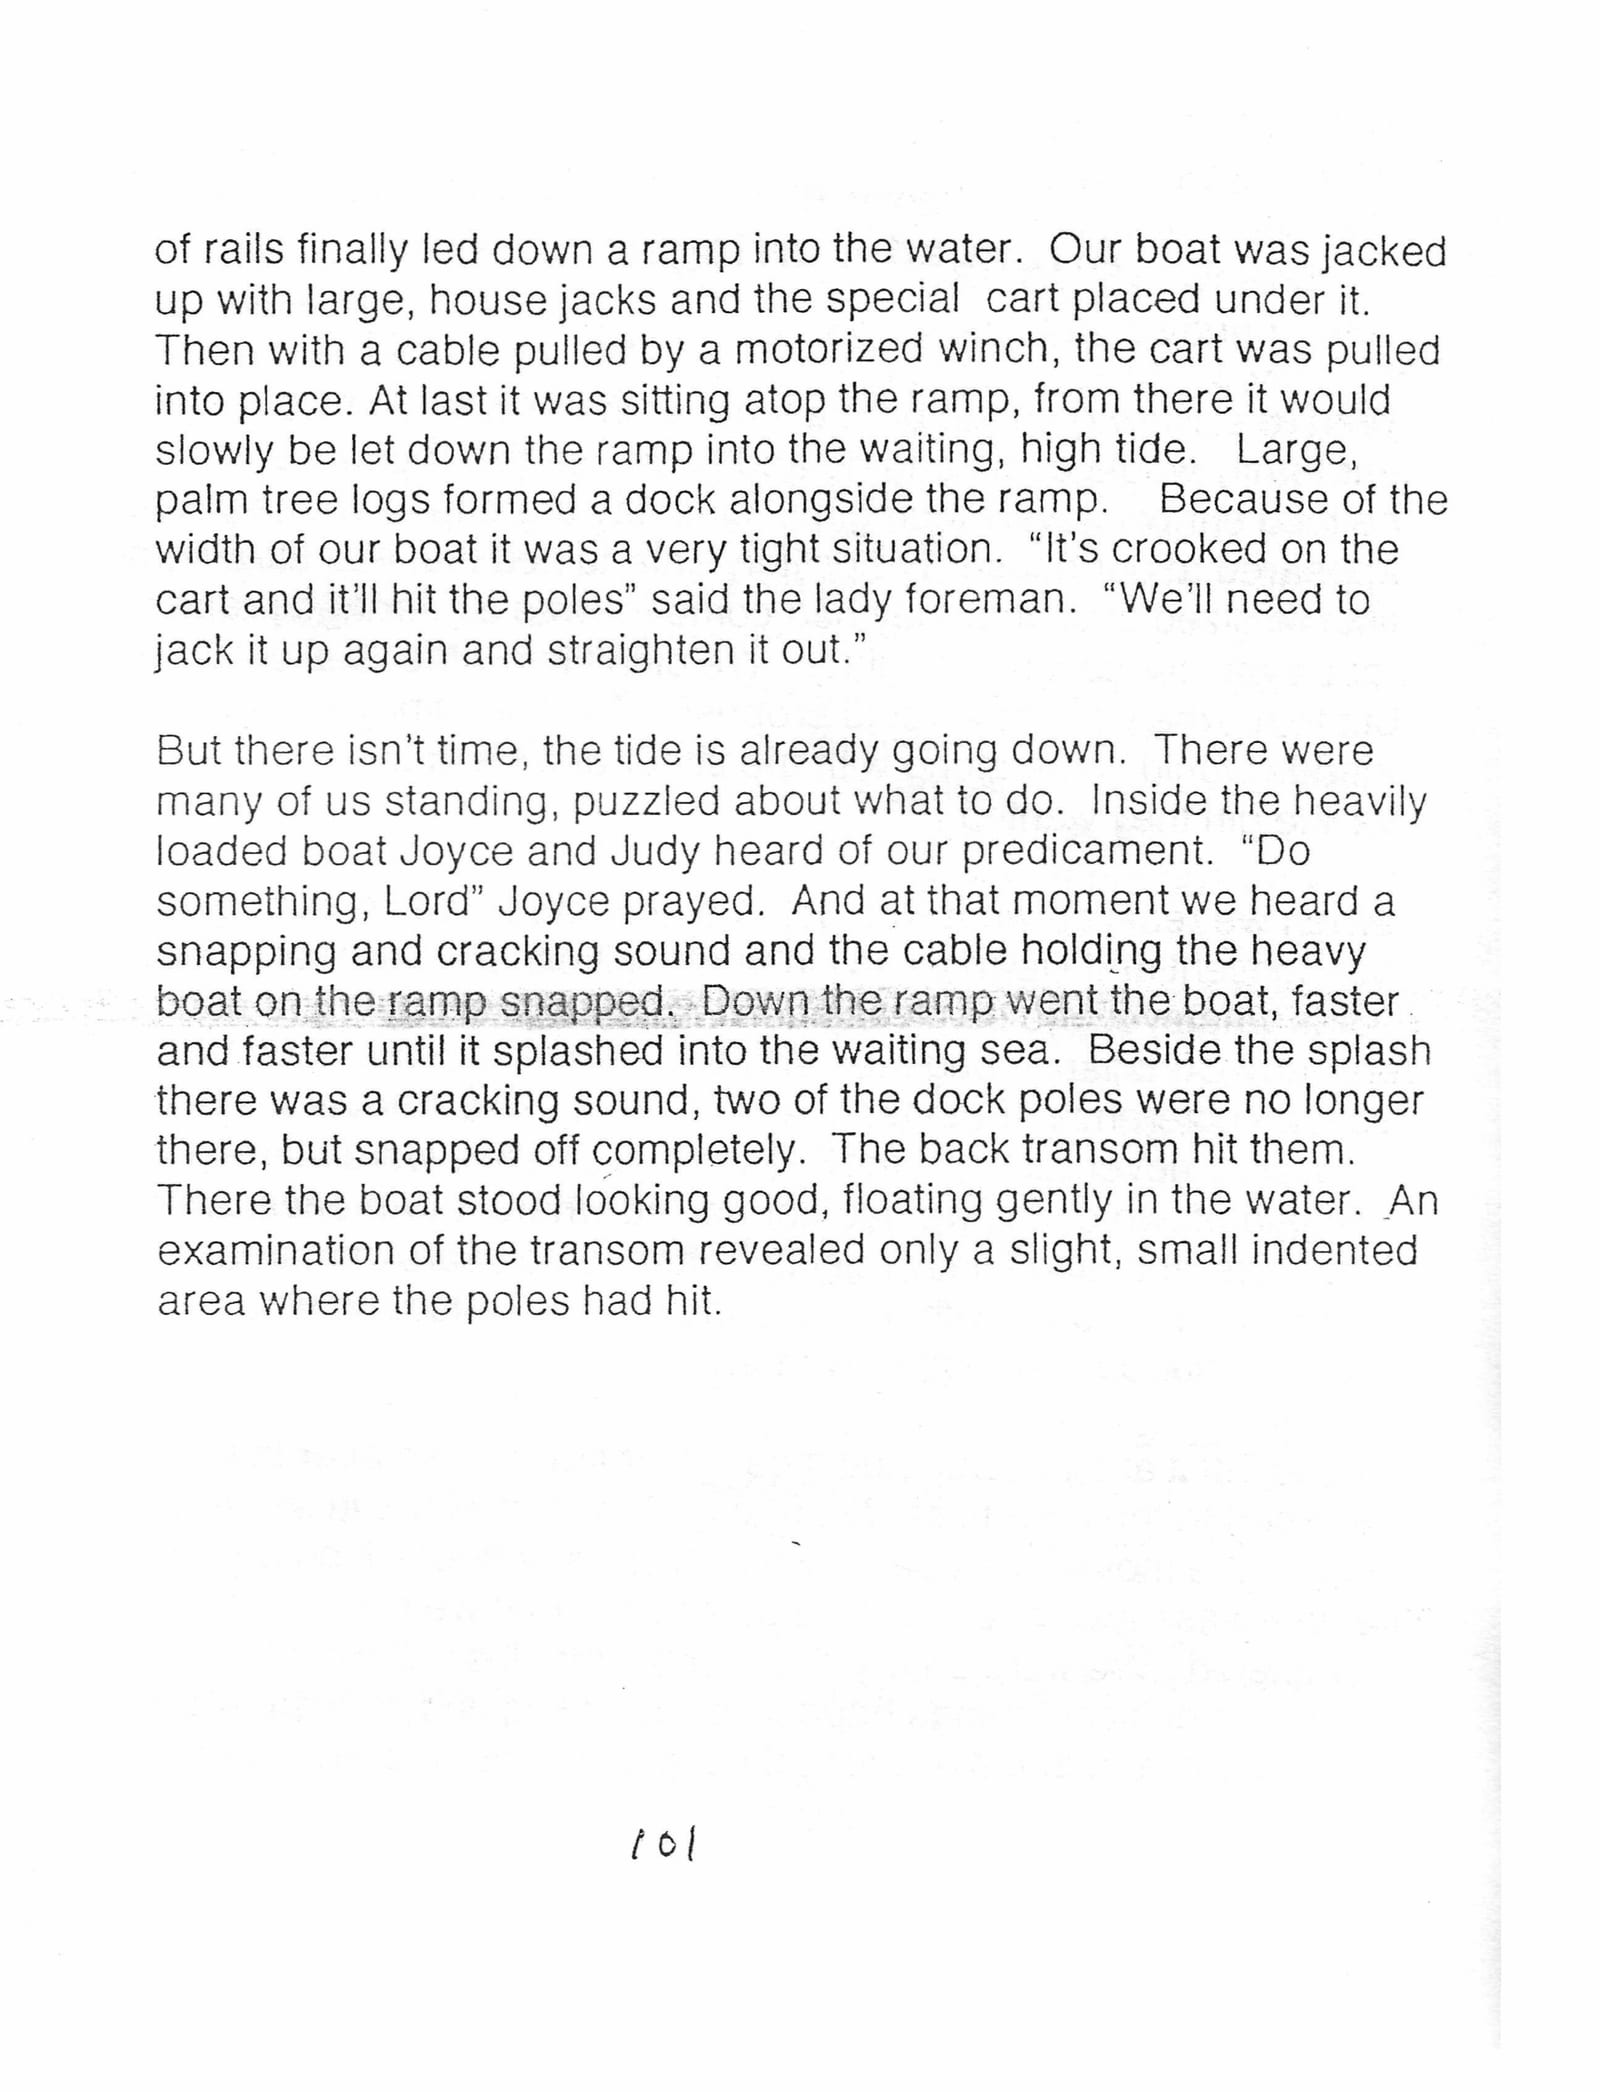 of rails finally led down a ramp into the water.  Our boat was jacked
up with large, house jacks and the special  cart placed under it.
Then with a cable pulled by a motorized winch, the cart was pulled
into place. At last it was sitting atop the ramp, from there it would
slowly be let down the ramp into the waiting, high tide.   Large,
palm tree logs formed a dock alongside the ramp.    Because of the
width of our boat it was a very tight situation.  “It's crooked on the
cart and it'll hit the poles” said the lady foreman.  “We'll need to
jack it up again and straighten it out.”

But there isn't time, the tide is already going down.  There were
many of us standing, puzzled about what to do.  Inside the heavily
loaded boat Joyce and Judy heard of our predicament.  “Do
something, Lord” Joyce prayed.  And at that moment we heard a
snapping and cracking sound and the cable holding the heavy
boat on the ramp snapped.  Down the ramp went the boat, faster
and faster until it splashed into the waiting sea.  Beside the splash
there was a cracking sound, two of the dock poles were no longer
there, but snapped off completely.  The back transom hit them.
There the boat stood looking good, floating gently in the water.  An
examination of the transom revealed only a slight, small indented
area where the poles had hit.

101